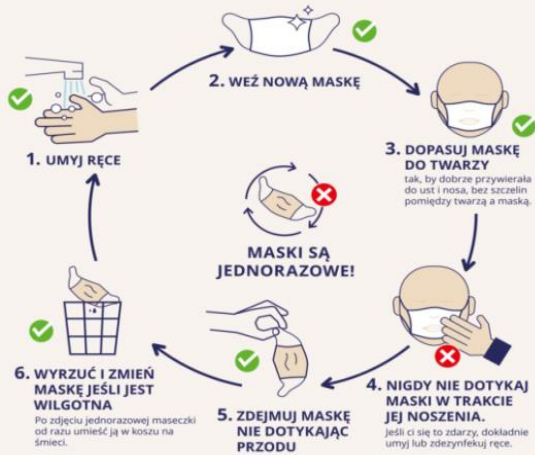 1. UMYJ RĘCE
2. WEŹ NOWĄ MASKĘ
3. DOPASUJ MASKĘ
DO TWARZY
tak, by dobrze przywierała
do ust i nosa, bez szczelin
pomiędzy twarzą a maską.
4. NIGDY NIE DOTYKAJ
MASKI W TRAKCIE
JEJ NOSZENIA.
Jeśli ci się to zdarzy, dokładnie
umyj lub zdezynfekuj ręce.
5. ZDEJMUJ MASKĘ
NIE DOTYKAJĄC
PRZODU
6. WYRZUĆ I ZMIEŃ
MASKĘ JEŚLI JEST
WILGOTNA
Po zdjęciu jednorazowej maseczki
od razu umieść ją w koszu na
śmieci.
MASKI SĄ
JEDNORAZOWE!